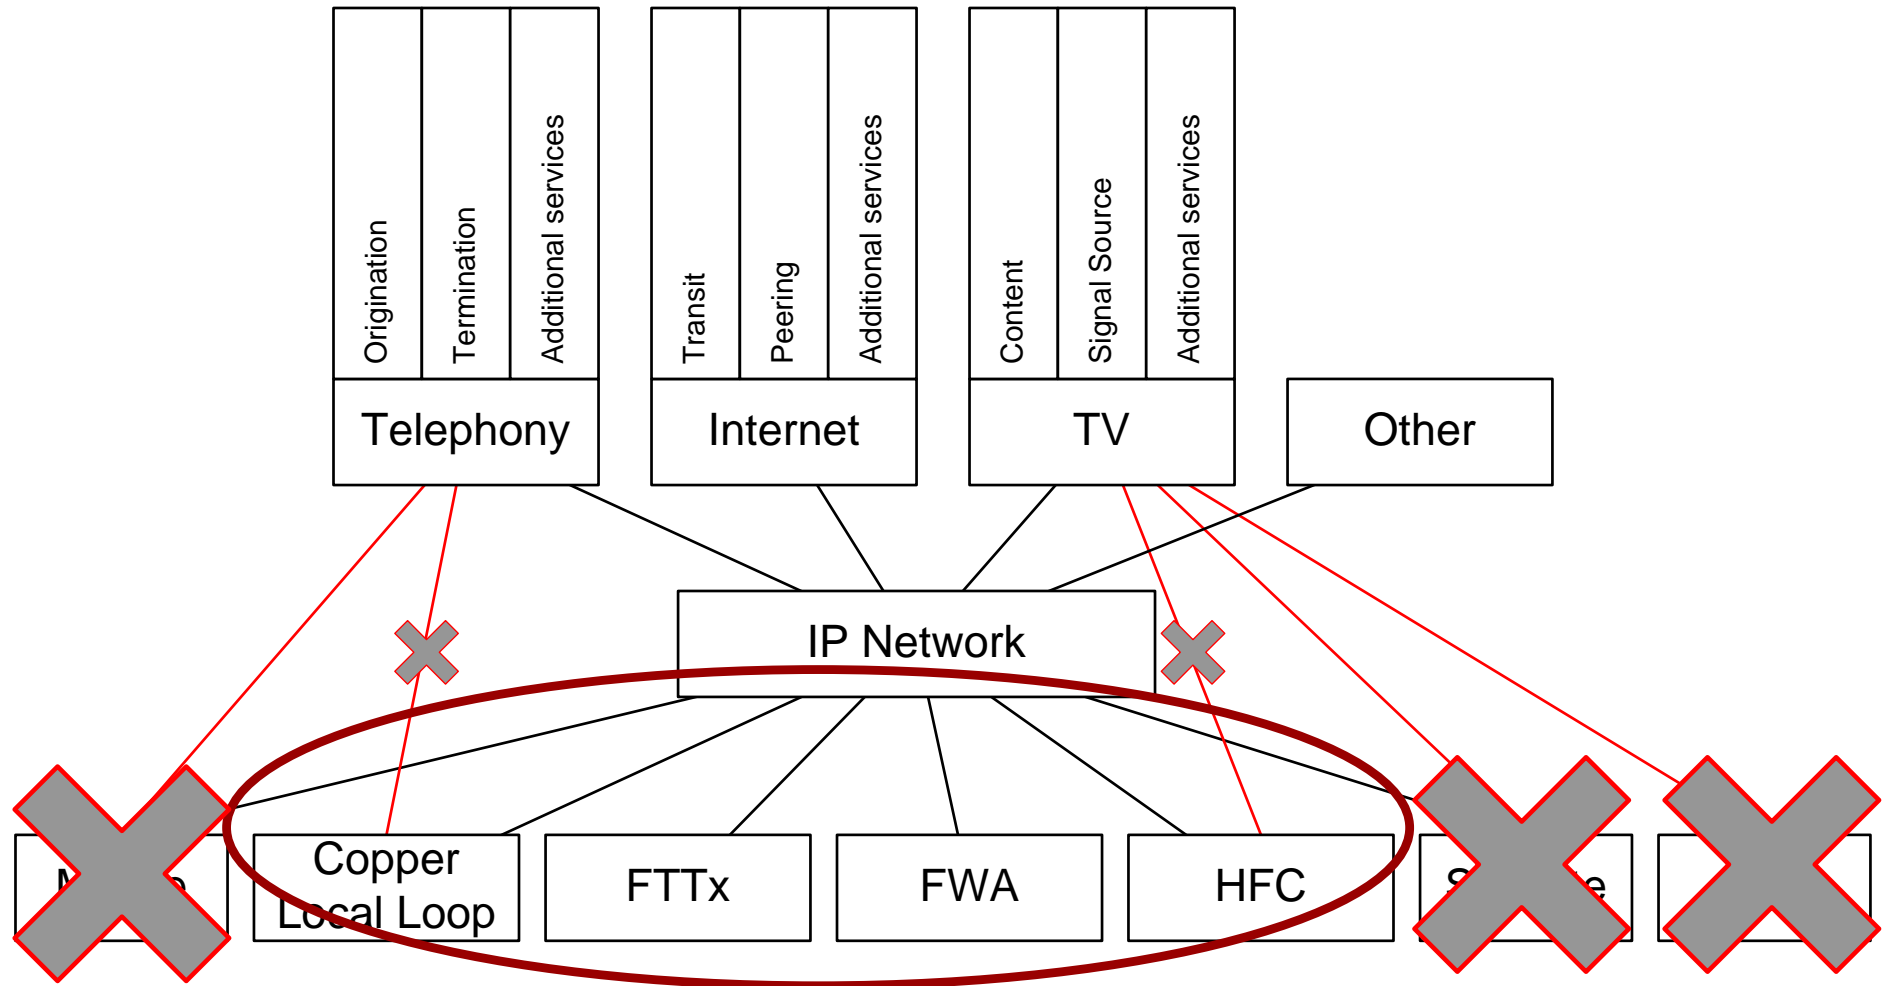 Origination
Termination
Additional services
Transit
Peering
Additional services
Content
Signal Source
Additional services
Telephony
Internet
TV
Other
IP Network
Copper
Local Loop
FTTx
FWA
HFC